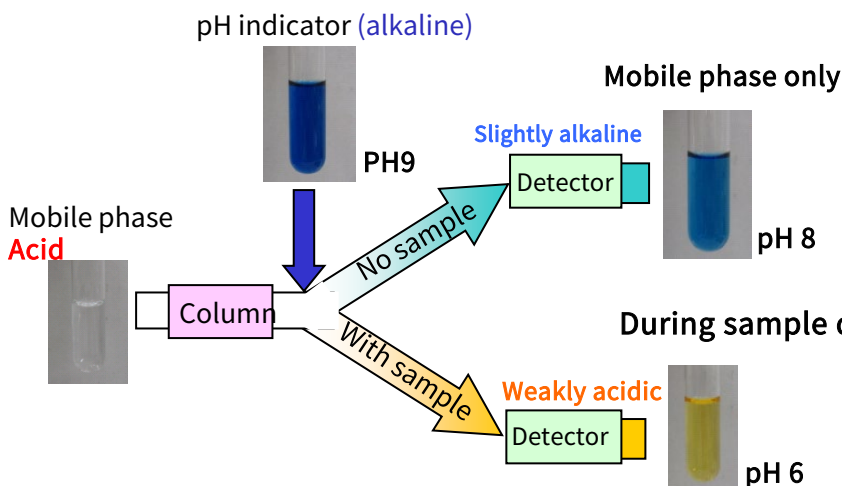 pH indicator (alkaline)
Mobile phase only
Slightly alkaline
PH9
Detector
Mobile phase
Acid
No sample
pH 8
Column
During sample
With sample
Weakly acidic
Detector
pH 6